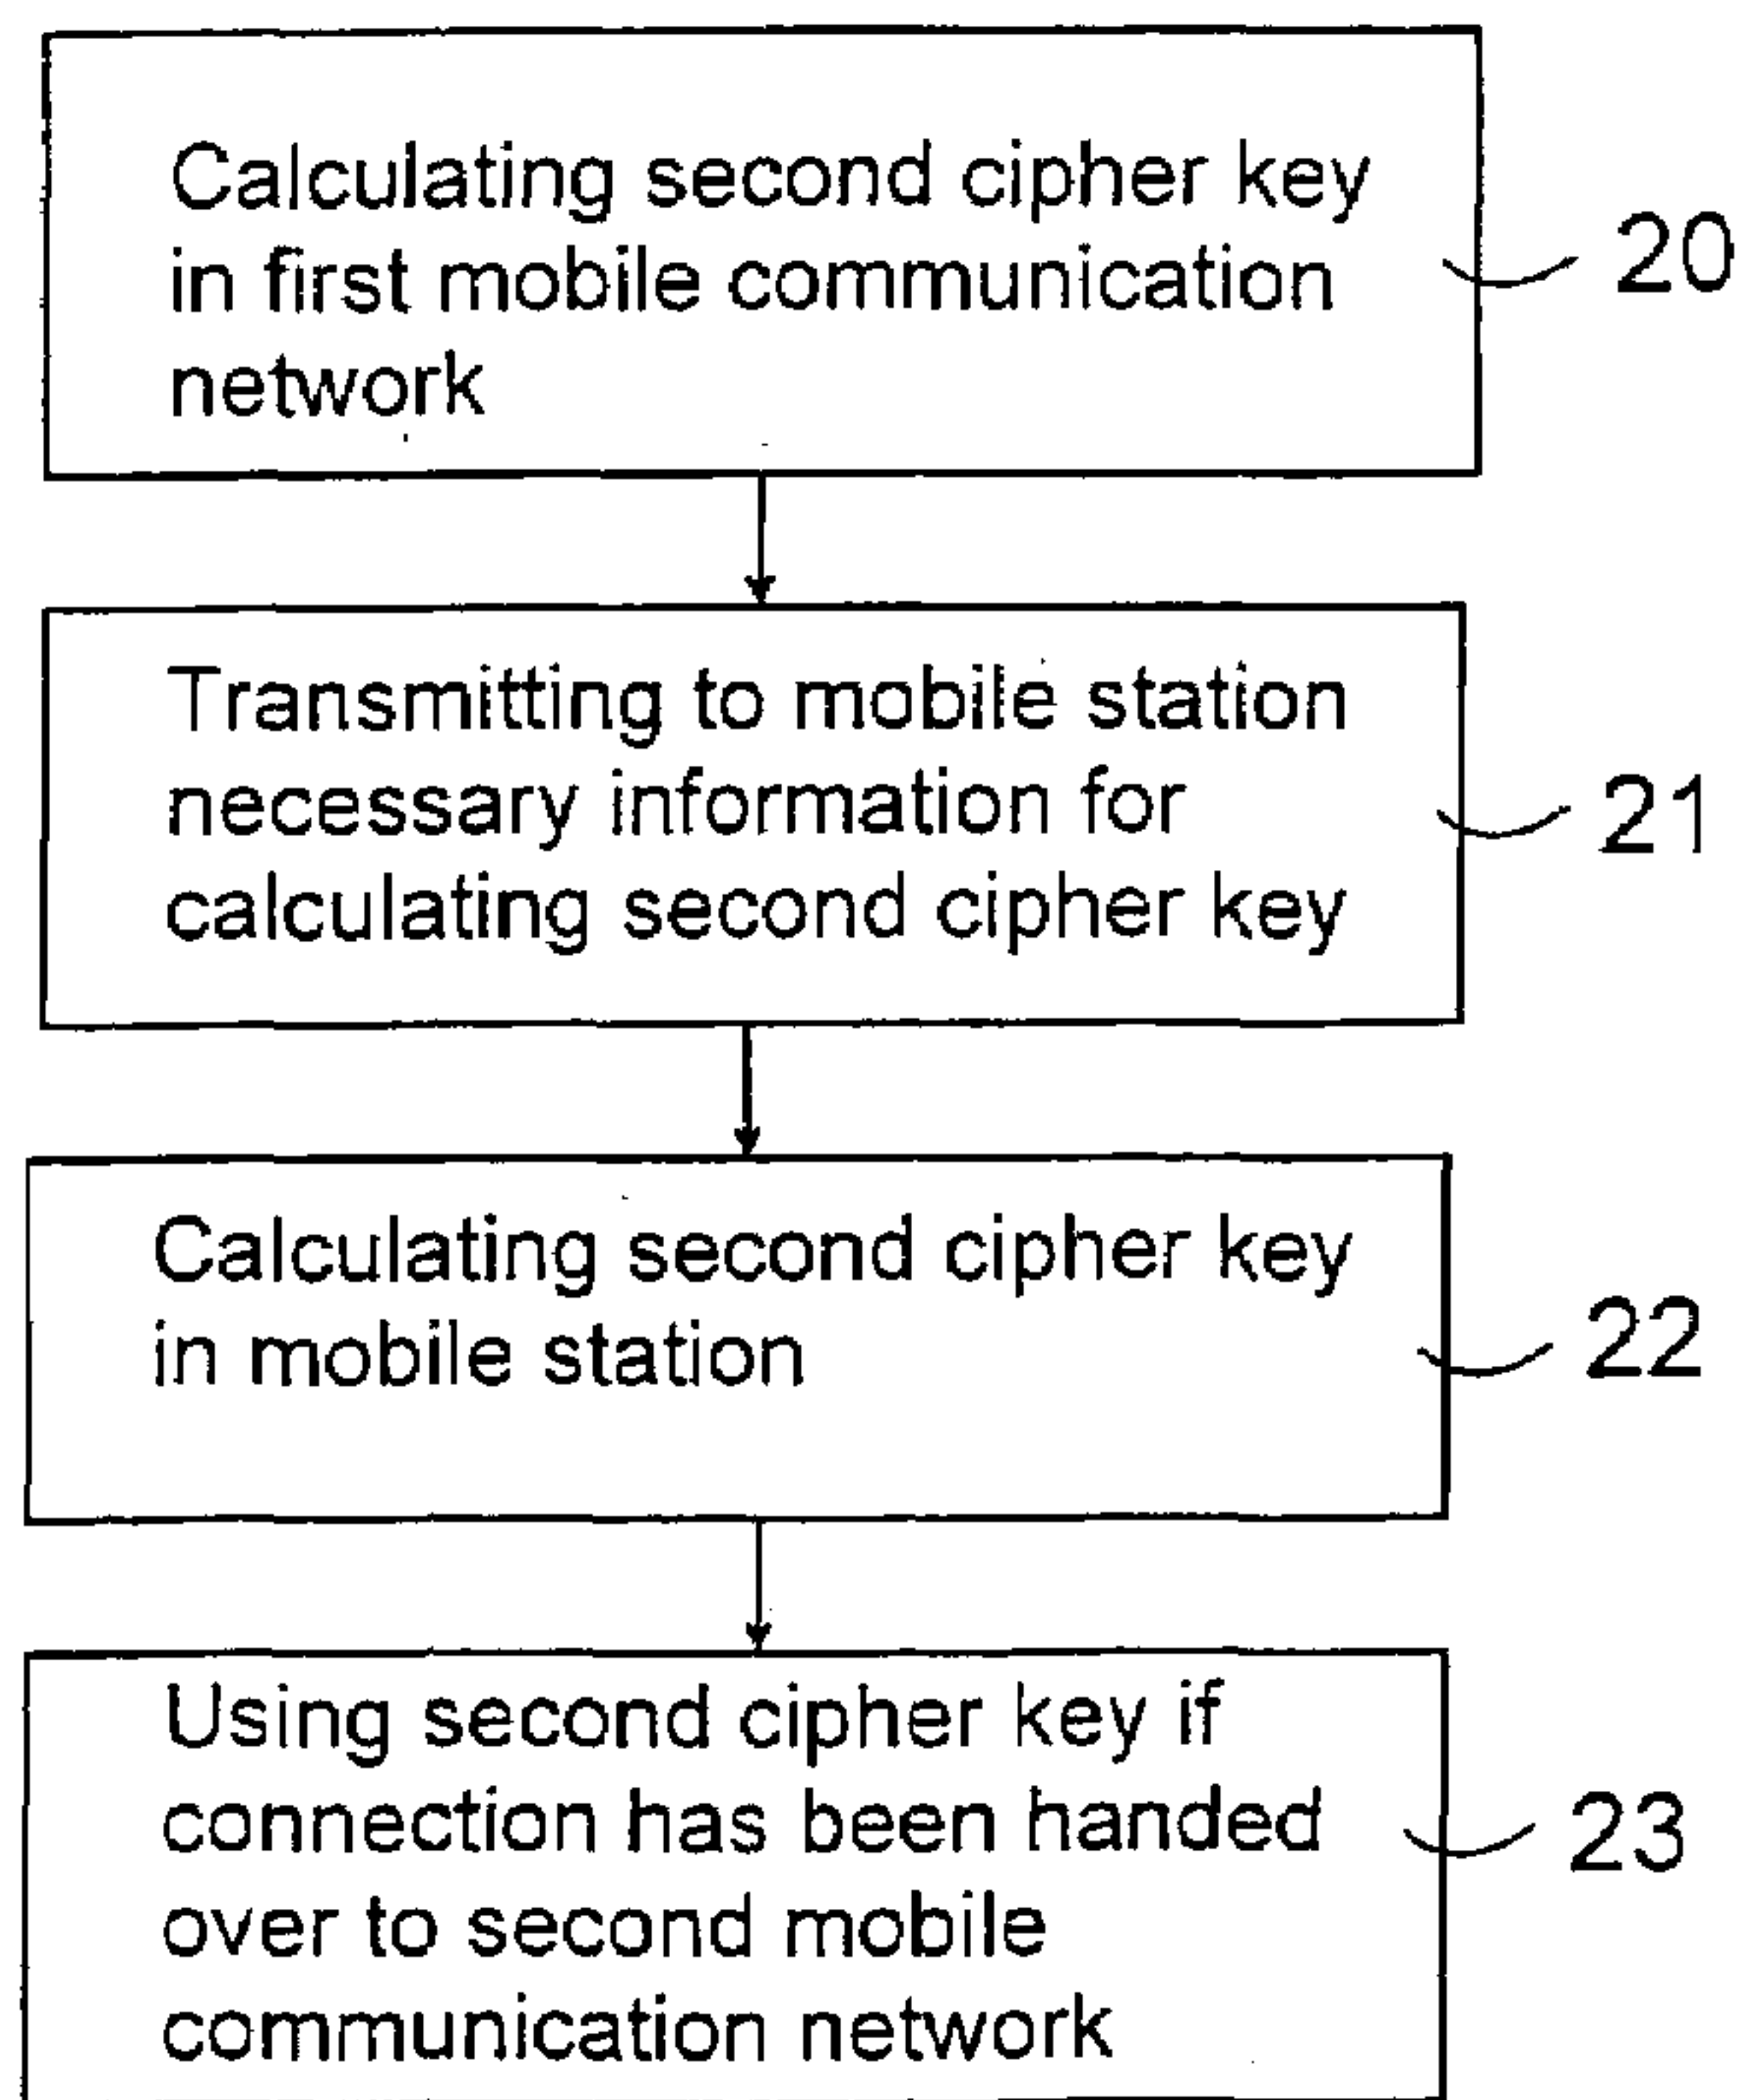 Calculating second cipher key
in first mobile communication
network
20
Transmitting to mobile station
necessary information for
calculating second cipher key
21
Calculating second cipher key
in mobile station
22
Using second cipher key if
connection has been handed
over to second mobile
communication network
23